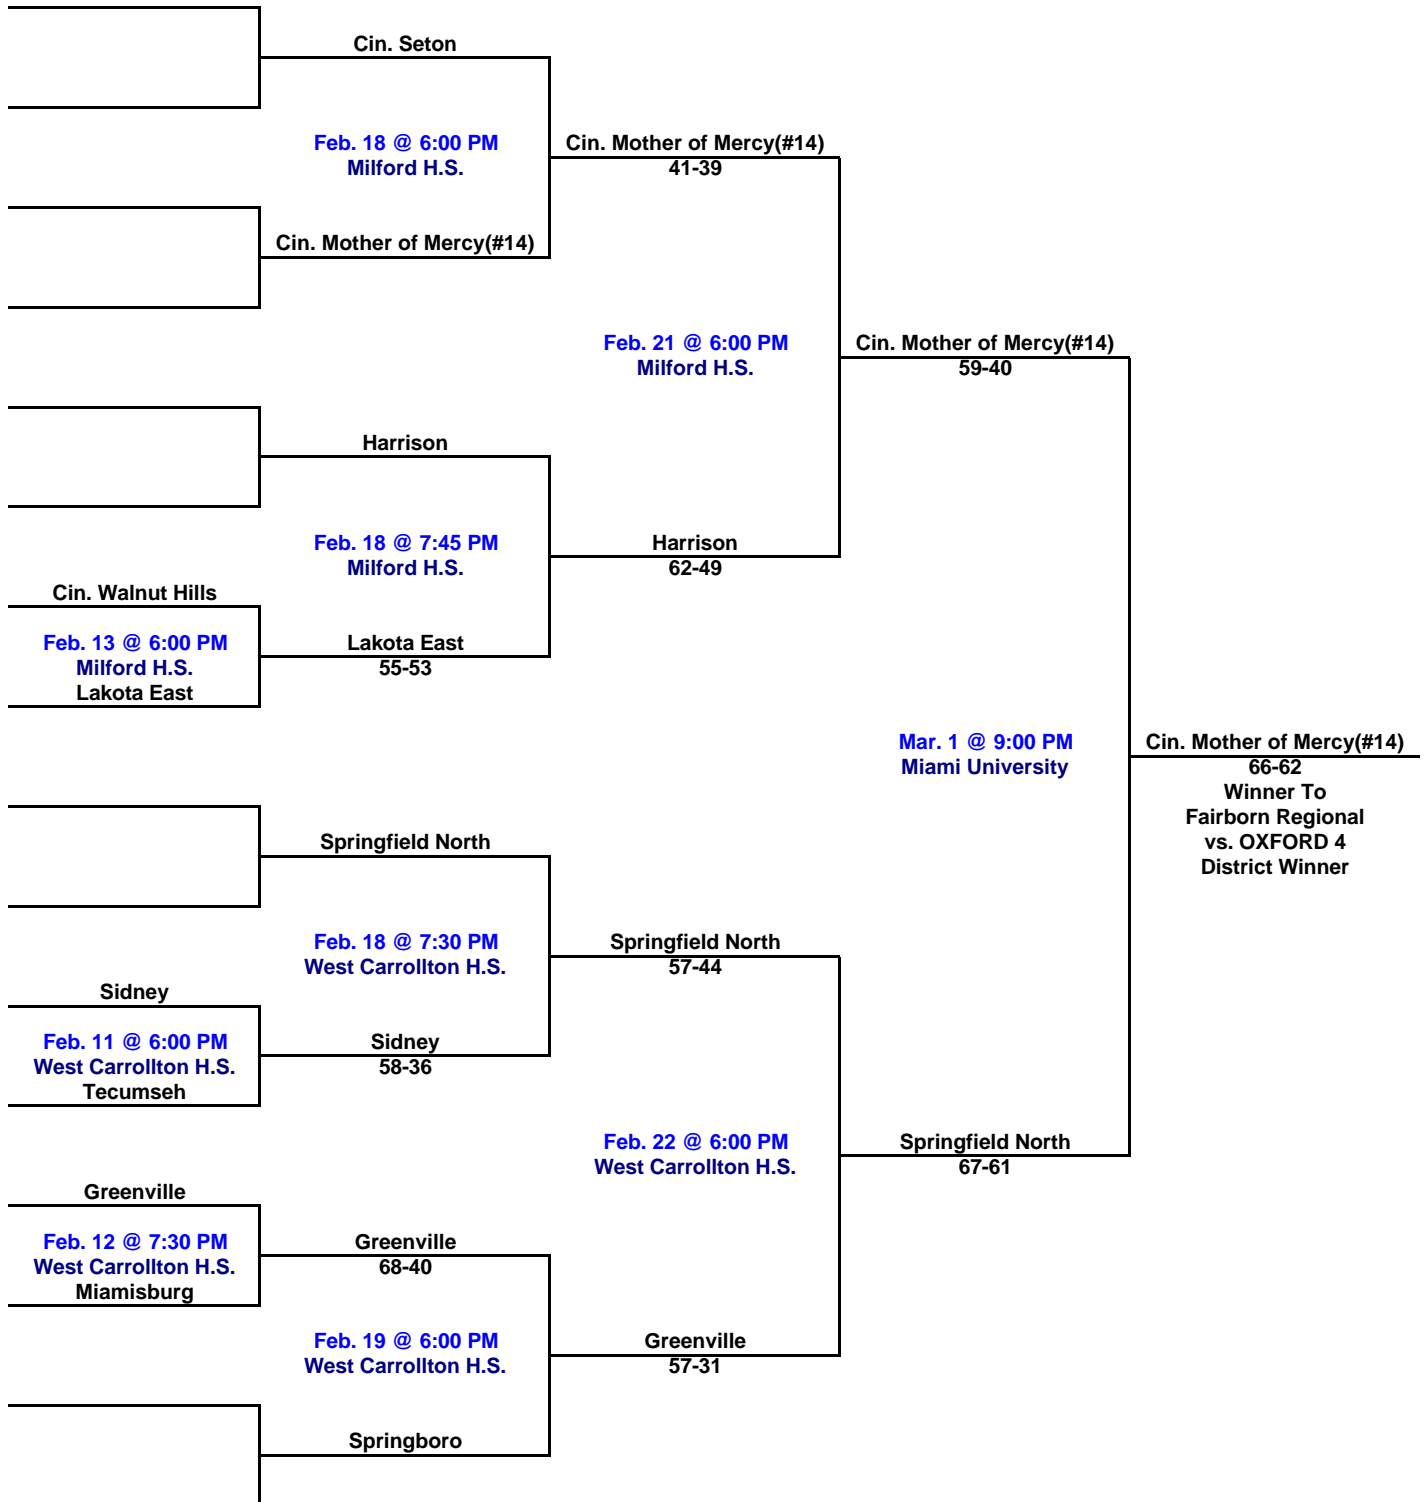 Cin. Seton
Feb. 18 @ 6:00 PM
Milford H.S.
Cin. Mother of Mercy(#14)
41-39
Cin. Mother of Mercy(#14)
Feb. 21 @ 6:00 PM
Milford H.S.
Cin. Mother of Mercy(#14)
59-40
Harrison
Feb. 18 @ 7:45 PM
Milford H.S.
Harrison
62-49
Cin. Walnut Hills
Feb. 13 @ 6:00 PM
Milford H.S.
Lakota East
Lakota East
55-53
Mar. 1 @ 9:00 PM
Miami University
Cin. Mother of Mercy(#14)
66-62
Winner To
Fairborn Regional
vs. OXFORD 4
District Winner
Springfield North
Feb. 18 @ 7:30 PM
West Carrollton H.S.
Springfield North
57-44
Sidney
Feb. 11 @ 6:00 PM
West Carrollton H.S.
Tecumseh
Sidney
58-36
Feb. 22 @ 6:00 PM
West Carrollton H.S.
Springfield North
67-61
Greenville
Feb. 12 @ 7:30 PM
West Carrollton H.S.
Miamisburg
Greenville
68-40
Feb. 19 @ 6:00 PM
West Carrollton H.S.
Greenville
57-31
Springboro